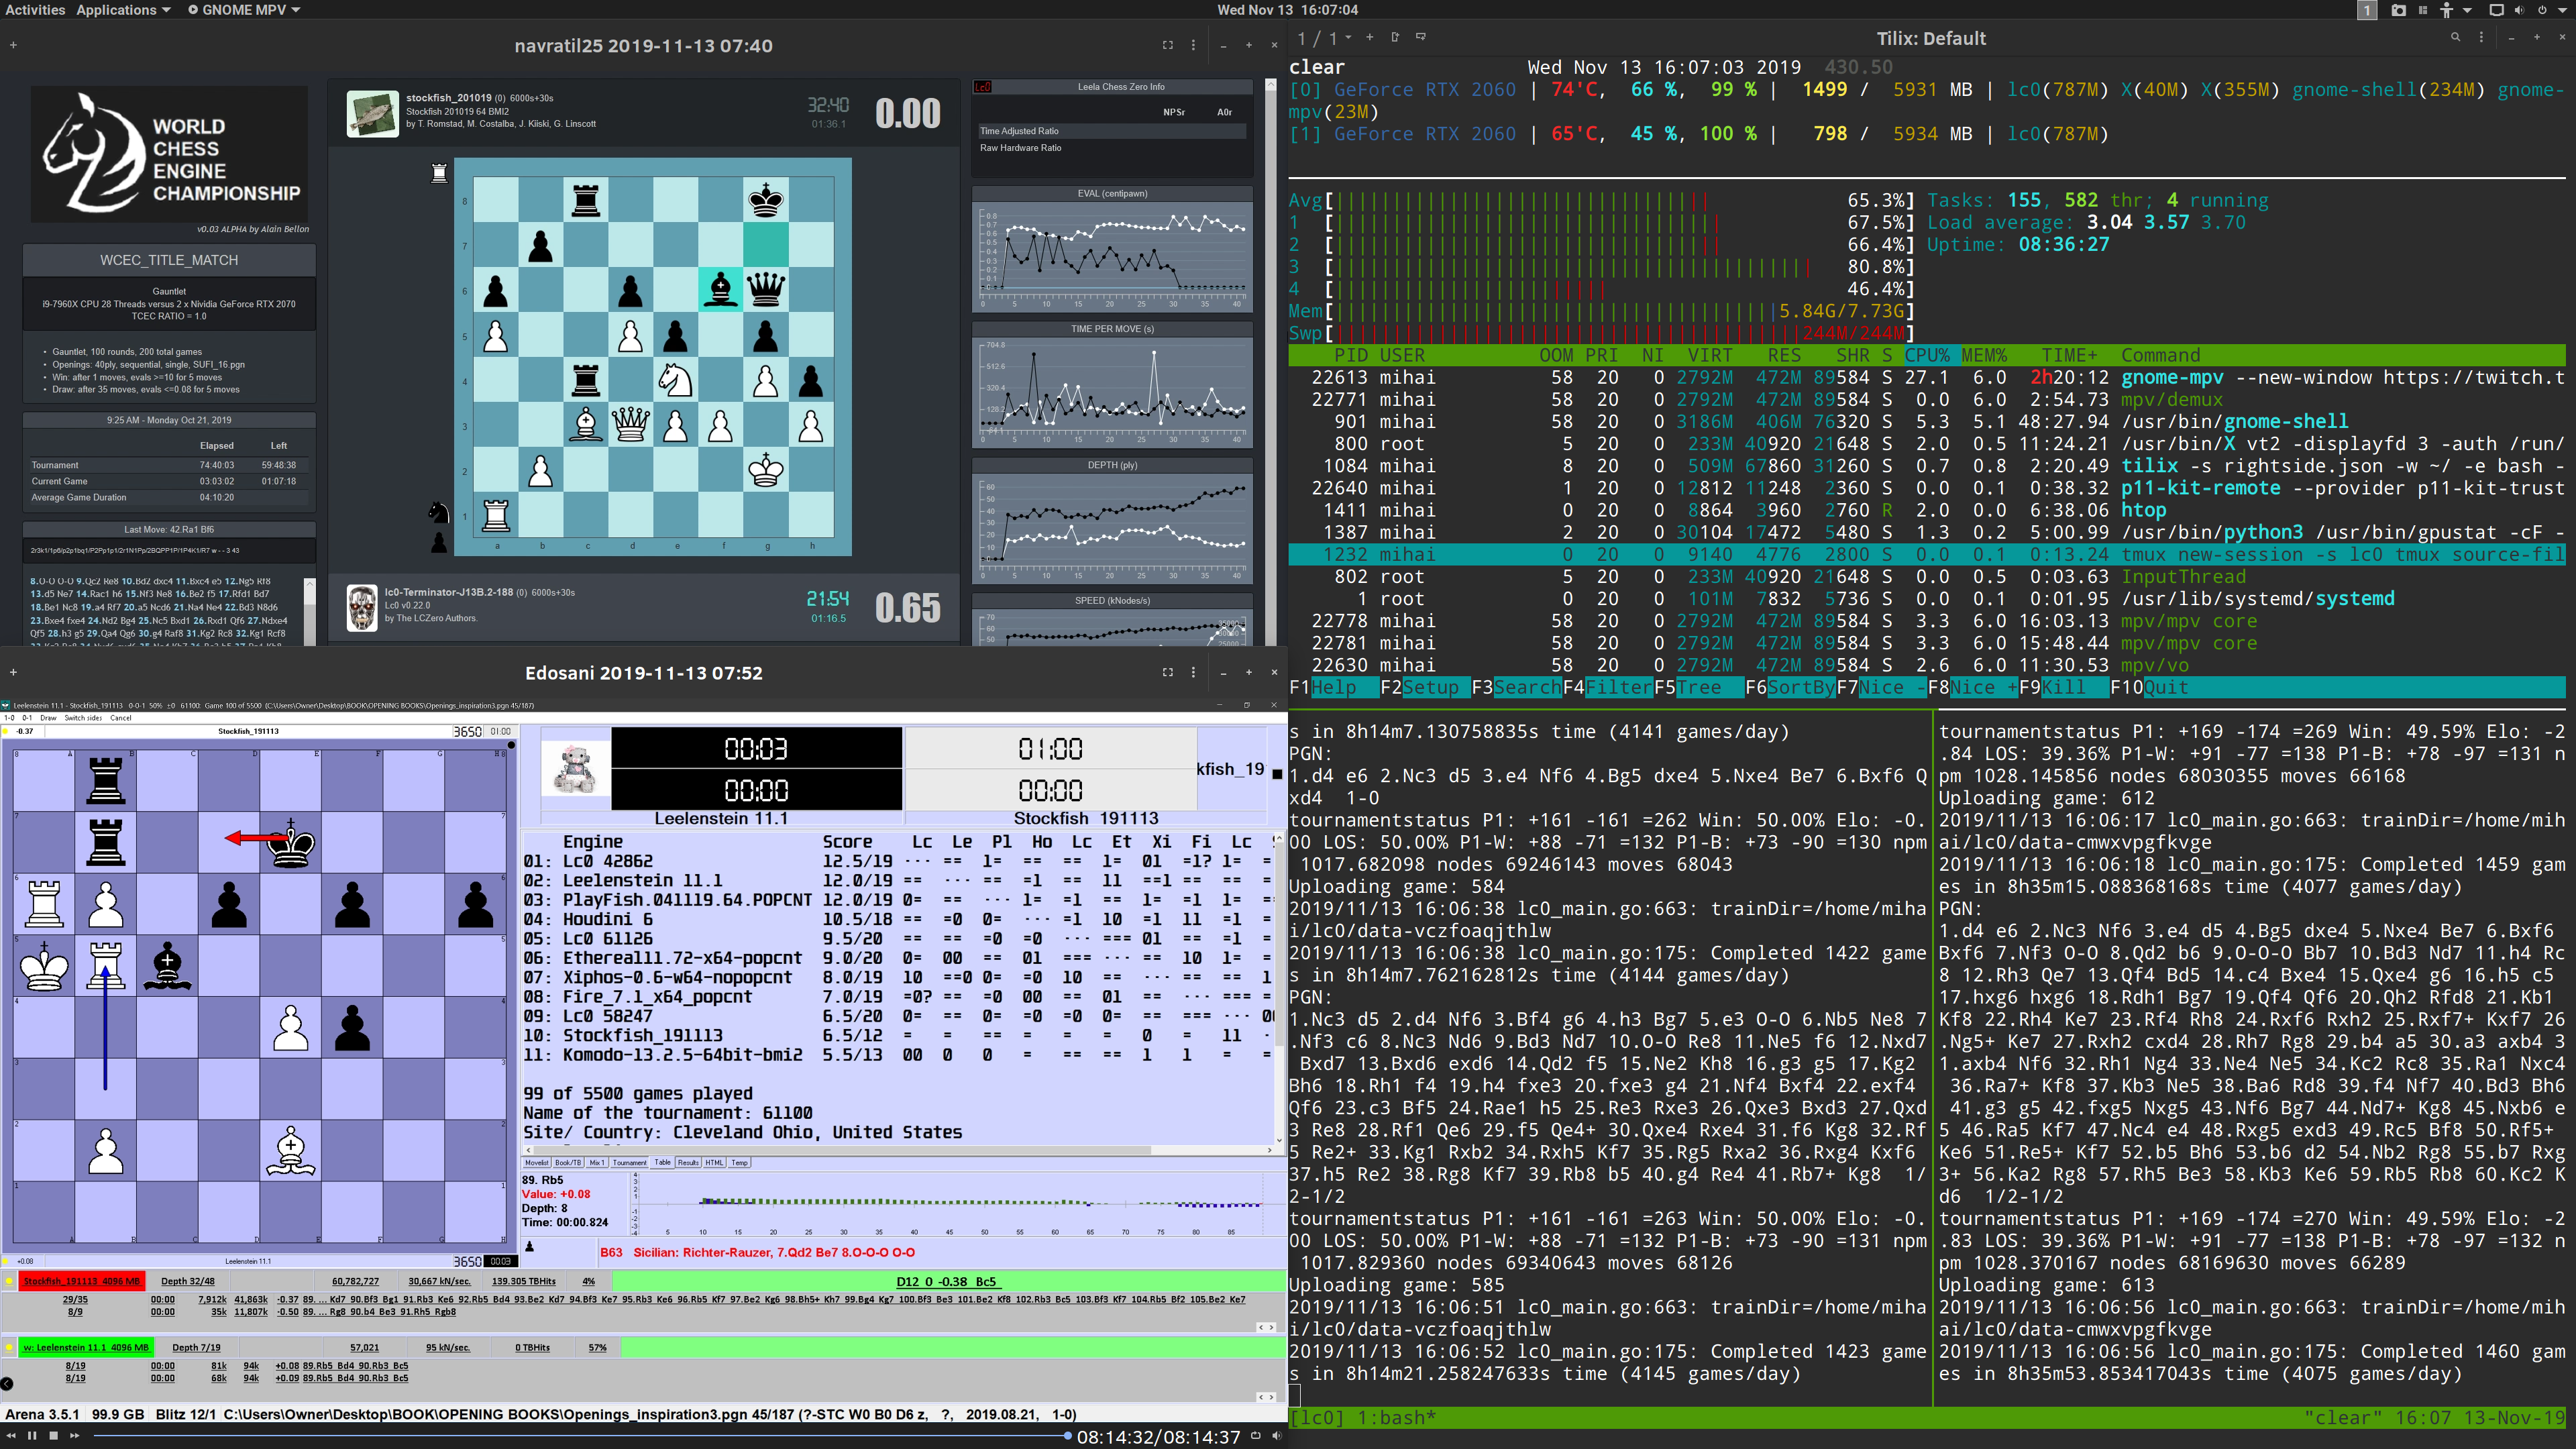 Activities Applications GNOME MPV
Wed Nov 13 16:07:04
1
navratil25 2019-11-13 07:40
WORLD
CHESS
ENGINE
CHAMPIONSHIP
v0.03 ALPHA by Alain Bellon
WCEC_TITLE_MATCH
Gauntlet
i9-7960X CPU 28 Threads versus 2 x Nvidia GeForce RTX 2070
TCEC RATIO = 1.0
Gauntlet, 100 rounds, 200 total games
Openings: 40ply, sequential, single, SUFI_16.pgn
Win: after 1 moves, evals >=10 for 5 moves
Draw: after 35 moves, evals <=0.08 for 5 moves
9:25 AM - Monday Oct 21, 2019
Elapsed Left
Tournament 74:40:03 59:48:38
Current Game 03:03:02 01:07:18
Average Game Duration 04:10:20
Last Move: 42.Ra1 Bf6
2r3k1/1p6/p2p1bq1/P2Pp1p1/2r1N1Pp/2BQPP1P/1P4K1/R7 w - - 3 43
8.O-O O-O 9.Qc2 Re8 10.Bd2 dxc4 11.Bxc4 e5 12.Ng5 Rf8
13.d5 Ne7 14.Rac1 h6 15.Nf3 Ne8 16.Be2 f5 17.Rfd1 Bd7
18.Be1 Nc8 19.a4 Rf7 20.a5 Ncd6 21.Na4 Ne4 22.Bd3 N8d6
23.Bxe4 fxe4 24.Nd2 Bg4 25.Nc5 Bxd1 26.Rxd1 Qf6 27.Ndxe4
Qf5 28.h3 g5 29.Qa4 Qg6 30.g4 Raf8 31.Kg2 Rc8 32.Kg1 Rcf8
stockfish_201019 (0) 6000s+30s
Stockfish 201019 64 BMI2
by T. Romstad, M. Costalba, J. Kiiski, G. Linscott
32:40
01:36.1
0.00
8
7
6
5
4
3
2
1
a b c d e f g h
lc0-Terminator-J13B.2-188 (0) 6000s+30s
Lc0 v0.22.0
by The LCZero Authors.
21:54
01:16.5
0.65
Lc0
Leela Chess Zero Info
NPSr A0r
Time Adjusted Ratio
Raw Hardware Ratio
EVAL (centipawn)
TIME PER MOVE (s)
DEPTH (ply)
SPEED (kNodes/s)
1 / 1
Tilix: Default
clear Wed Nov 13 16:07:03 2019 430.50
[0] GeForce RTX 2060 | 74'C, 66 %, 99 % | 1499 / 5931 MB | lc0(787M) X(40M) X(355M) gnome-shell(234M) gnome-
mpv(23M)
[1] GeForce RTX 2060 | 65'C, 45 %, 100 % | 798 / 5934 MB | lc0(787M)
Avg[ 65.3%] Tasks: 155, 582 thr; 4 running
1 [ 67.5%] Load average: 3.04 3.57 3.70
2 [ 66.4%] Uptime: 08:36:27
3 [ 80.8%]
4 [ 46.4%]
Mem[ 5.84G/7.73G]
Swp[ 244M/244M]
PID USER OOM PRI NI VIRT RES SHR S CPU% MEM% TIME+ Command
22613 mihai 58 20 0 2792M 472M 89584 S 27.1 6.0 2h20:12 gnome-mpv --new-window https://twitch.t
22771 mihai 58 20 0 2792M 472M 89584 S 0.0 6.0 2:54.73 mpv/demux
901 mihai 58 20 0 3186M 406M 76320 S 5.3 5.1 48:27.94 /usr/bin/gnome-shell
800 root 5 20 0 233M 40920 21648 S 2.0 0.5 11:24.21 /usr/bin/X vt2 -displayfd 3 -auth /run/
1084 mihai 8 20 0 509M 67860 31260 S 0.7 0.8 2:20.49 tilix -s rightside.json -w ~/ -e bash -
22640 mihai 1 20 0 12812 11248 2360 S 0.0 0.1 0:38.32 p11-kit-remote --provider p11-kit-trust
1411 mihai 0 20 0 8864 3960 2760 R 2.0 0.0 6:38.06 htop
1387 mihai 2 20 0 30104 17472 5480 S 1.3 0.2 5:00.99 /usr/bin/python3 /usr/bin/gpustat -cF -
1232 mihai 0 20 0 9140 4776 2800 S 0.0 0.1 0:13.24 tmux new-session -s lc0 tmux source-fil
802 root 5 20 0 233M 40920 21648 S 0.0 0.5 0:03.63 InputThread
1 root 0 20 0 101M 7832 5736 S 0.0 0.1 0:01.95 /usr/lib/systemd/systemd
22778 mihai 58 20 0 2792M 472M 89584 S 3.3 6.0 16:03.13 mpv/mpv core
22781 mihai 58 20 0 2792M 472M 89584 S 3.3 6.0 15:48.44 mpv/mpv core
22630 mihai 58 20 0 2792M 472M 89584 S 2.6 6.0 11:30.53 mpv/vo
F1Help F2Setup F3SearchF4FilterF5Tree F6SortByF7Nice -F8Nice +F9Kill F10Quit
Edosani 2019-11-13 07:52
Leelenstein 11.1 - Stockfish_191113 0-0-1 50% ±0 61100: Game 100 of 5500 (C:\Users\Owner\Desktop\BOOK\OPENING BOOKS\Openings_inspiration3.pgn 45/187)
1-0 0-1 Draw Switch sides Cancel
-0.37 Stockfish_191113 3650 01:00
+0.08 Leelenstein 11.1 3650 00:03
00:03 01:00
00:00 00:00
kfish_19
Leelenstein 11.1 Stockfish 191113
Engine Score Lc Le Pl Ho Lc Et Xi Fi Lc
01: Lc0 42862 12.5/19 --- == 1= == == 1= 01 =1? 1= =
02: Leelenstein 11.1 12.0/19 == --- == =1 == 11 ==1 == == =
03: PlayFish.041119.64.POPCNT 12.0/19 0= == --- 1= =1 == 1= =1 1= =
04: Houdini 6 10.5/18 == =0 0= --- =1 10 =1 11 =1 =
05: Lc0 61126 9.5/20 == == =0 =0 --- === 01 == =1 =
06: Ethereal11.72-x64-popcnt 9.0/20 0= 00 == 01 === --- == 10 1= =
07: Xiphos-0.6-w64-nopopcnt 8.0/19 10 ==0 0= =0 10 == --- == == 1
08: Fire_7.1_x64_popcnt 7.0/19 =0? == =0 00 == 01 == --- === =
09: Lc0 58247 6.5/20 0= == 0= =0 =0 0= == === --- 0
10: Stockfish_191113 6.5/12 = = == = = = 0 = 11 -
11: Komodo-13.2.5-64bit-bmi2 5.5/13 00 0 0 = == = 1 1 = =
99 of 5500 games played
Name of the tournament: 61100
Site/ Country: Cleveland Ohio, United States
Movelist Book/TB Mix 1 Tournament Table Results HTML Temp
89. Rb5
Value: +0.08
Depth: 8
Time: 00:00.824
5 10 15 20 25 30 35 40 45 50 55 60 65 70 75 80 85
B63 Sicilian: Richter-Rauzer, 7.Qd2 Be7 8.O-O-O O-O
Stockfish_191113 4096 MB Depth 32/48 60,782,727 30,667 kN/sec. 139.305 TBHits 4% D12 0 -0.38 Bc5
29/35 00:00 7,912k 41,863k -0.37 89. ... Kd7 90.Bf3 Bg1 91.Rb3 Ke6 92.Rb5 Bd4 93.Be2 Kd7 94.Bf3 Ke7 95.Rb3 Ke6 96.Rb5 Kf7 97.Be2 Kg6 98.Bh5+ Kh7 99.Bg4 Kg7 100.Bf3 Be3 101.Be2 Kf8 102.Rb3 Bc5 103.Bf3 Kf7 104.Rb5 Bf2 105.Be2 Ke7
8/9 00:00 35k 11,807k -0.50 89. ... Rg8 90.b4 Be3 91.Rh5 Rgb8
w: Leelenstein 11.1 4096 MB Depth 7/19 57,021 95 kN/sec. 0 TBHits 57%
8/19 00:00 81k 94k +0.08 89.Rb5 Bd4 90.Rb3 Bc5
8/19 00:00 68k 94k +0.09 89.Rb5 Bd4 90.Rb3 Bc5
Arena 3.5.1 99.9 GB Blitz 12/1 C:\Users\Owner\Desktop\BOOK\OPENING BOOKS\Openings_inspiration3.pgn 45/187 (?-STC W0 B0 D6 z, ?, 2019.08.21, 1-0)
08:14:32/08:14:37
s in 8h14m7.130758835s time (4141 games/day)
PGN:
1.d4 e6 2.Nc3 d5 3.e4 Nf6 4.Bg5 dxe4 5.Nxe4 Be7 6.Bxf6 Q
xd4 1-0
tournamentstatus P1: +161 -161 =262 Win: 50.00% Elo: -0.
00 LOS: 50.00% P1-W: +88 -71 =132 P1-B: +73 -90 =130 npm
1017.682098 nodes 69246143 moves 68043
Uploading game: 584
2019/11/13 16:06:38 lc0_main.go:663: trainDir=/home/miha
i/lc0/data-vczfoaqjthlw
2019/11/13 16:06:38 lc0_main.go:175: Completed 1422 game
s in 8h14m7.762162812s time (4144 games/day)
PGN:
1.Nc3 d5 2.d4 Nf6 3.Bf4 g6 4.h3 Bg7 5.e3 O-O 6.Nb5 Ne8 7
.Nf3 c6 8.Nc3 Nd6 9.Bd3 Nd7 10.O-O Re8 11.Ne5 f6 12.Nxd7
Bxd7 13.Bxd6 exd6 14.Qd2 f5 15.Ne2 Kh8 16.g3 g5 17.Kg2
Bh6 18.Rh1 f4 19.h4 fxe3 20.fxe3 g4 21.Nf4 Bxf4 22.exf4
Qf6 23.c3 Bf5 24.Rae1 h5 25.Re3 Rxe3 26.Qxe3 Bxd3 27.Qxd
3 Re8 28.Rf1 Qe6 29.f5 Qe4+ 30.Qxe4 Rxe4 31.f6 Kg8 32.Rf
5 Re2+ 33.Kg1 Rxb2 34.Rxh5 Kf7 35.Rg5 Rxa2 36.Rxg4 Kxf6
37.h5 Re2 38.Rg8 Kf7 39.Rb8 b5 40.g4 Re4 41.Rb7+ Kg8 1/
2-1/2
tournamentstatus P1: +161 -161 =263 Win: 50.00% Elo: -0.
00 LOS: 50.00% P1-W: +88 -71 =132 P1-B: +73 -90 =131 npm
1017.829360 nodes 69340643 moves 68126
Uploading game: 585
2019/11/13 16:06:51 lc0_main.go:663: trainDir=/home/miha
i/lc0/data-vczfoaqjthlw
2019/11/13 16:06:52 lc0_main.go:175: Completed 1423 game
s in 8h14m21.258247633s time (4145 games/day)
tournamentstatus P1: +169 -174 =269 Win: 49.59% Elo: -2
.84 LOS: 39.36% P1-W: +91 -77 =138 P1-B: +78 -97 =131 n
pm 1028.145856 nodes 68030355 moves 66168
Uploading game: 612
2019/11/13 16:06:17 lc0_main.go:663: trainDir=/home/mih
ai/lc0/data-cmwxvpgfkvge
2019/11/13 16:06:18 lc0_main.go:175: Completed 1459 gam
es in 8h35m15.088368168s time (4077 games/day)
PGN:
1.d4 e6 2.Nc3 Nf6 3.e4 d5 4.Bg5 dxe4 5.Nxe4 Be7 6.Bxf6
Bxf6 7.Nf3 O-O 8.Qd2 b6 9.O-O-O Bb7 10.Bd3 Nd7 11.h4 Rc
8 12.Rh3 Qe7 13.Qf4 Bd5 14.c4 Bxe4 15.Qxe4 g6 16.h5 c5
17.hxg6 hxg6 18.Rdh1 Bg7 19.Qf4 Qf6 20.Qh2 Rfd8 21.Kb1
Kf8 22.Rh4 Ke7 23.Rf4 Rh8 24.Rxf6 Rxh2 25.Rxf7+ Kxf7 26
.Ng5+ Ke7 27.Rxh2 cxd4 28.Rh7 Rg8 29.b4 a5 30.a3 axb4 3
1.axb4 Nf6 32.Rh1 Ng4 33.Ne4 Ne5 34.Kc2 Rc8 35.Ra1 Nxc4
36.Ra7+ Kf8 37.Kb3 Ne5 38.Ba6 Rd8 39.f4 Nf7 40.Bd3 Bh6
41.g3 g5 42.fxg5 Nxg5 43.Nf6 Bg7 44.Nd7+ Kg8 45.Nxb6 e
5 46.Ra5 Kf7 47.Nc4 e4 48.Rxg5 exd3 49.Rc5 Bf8 50.Rf5+
Ke6 51.Re5+ Kf7 52.b5 Bh6 53.b6 d2 54.Nb2 Rg8 55.b7 Rxg
3+ 56.Ka2 Rg8 57.Rh5 Be3 58.Kb3 Ke6 59.Rb5 Rb8 60.Kc2 K
d6 1/2-1/2
tournamentstatus P1: +169 -174 =270 Win: 49.59% Elo: -2
.83 LOS: 39.36% P1-W: +91 -77 =138 P1-B: +78 -97 =132 n
pm 1028.370167 nodes 68169630 moves 66289
Uploading game: 613
2019/11/13 16:06:56 lc0_main.go:663: trainDir=/home/mih
ai/lc0/data-cmwxvpgfkvge
2019/11/13 16:06:56 lc0_main.go:175: Completed 1460 gam
es in 8h35m53.853417043s time (4075 games/day)
[lc0] 1:bash*
"clear" 16:07 13-Nov-19